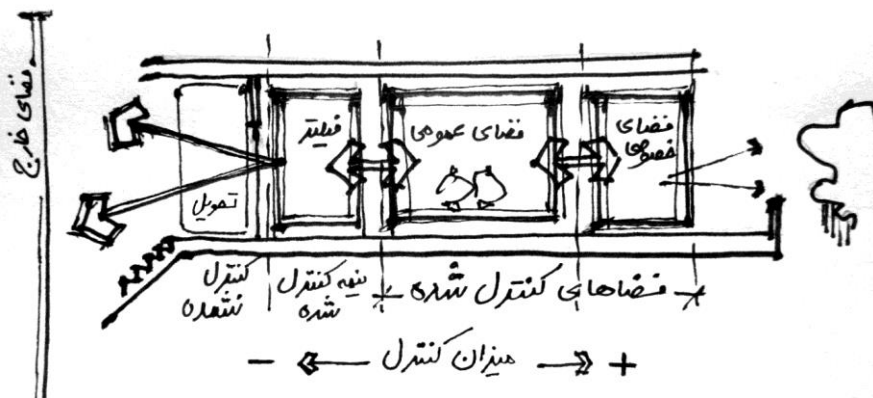 فضای خارج
فضای خصوصی
فضای عمومی
فیلتر
تحویل
فضاهای کنترل شده
نیمه کنترل
شده
کنترل
نشده
+ میزان کنترل -